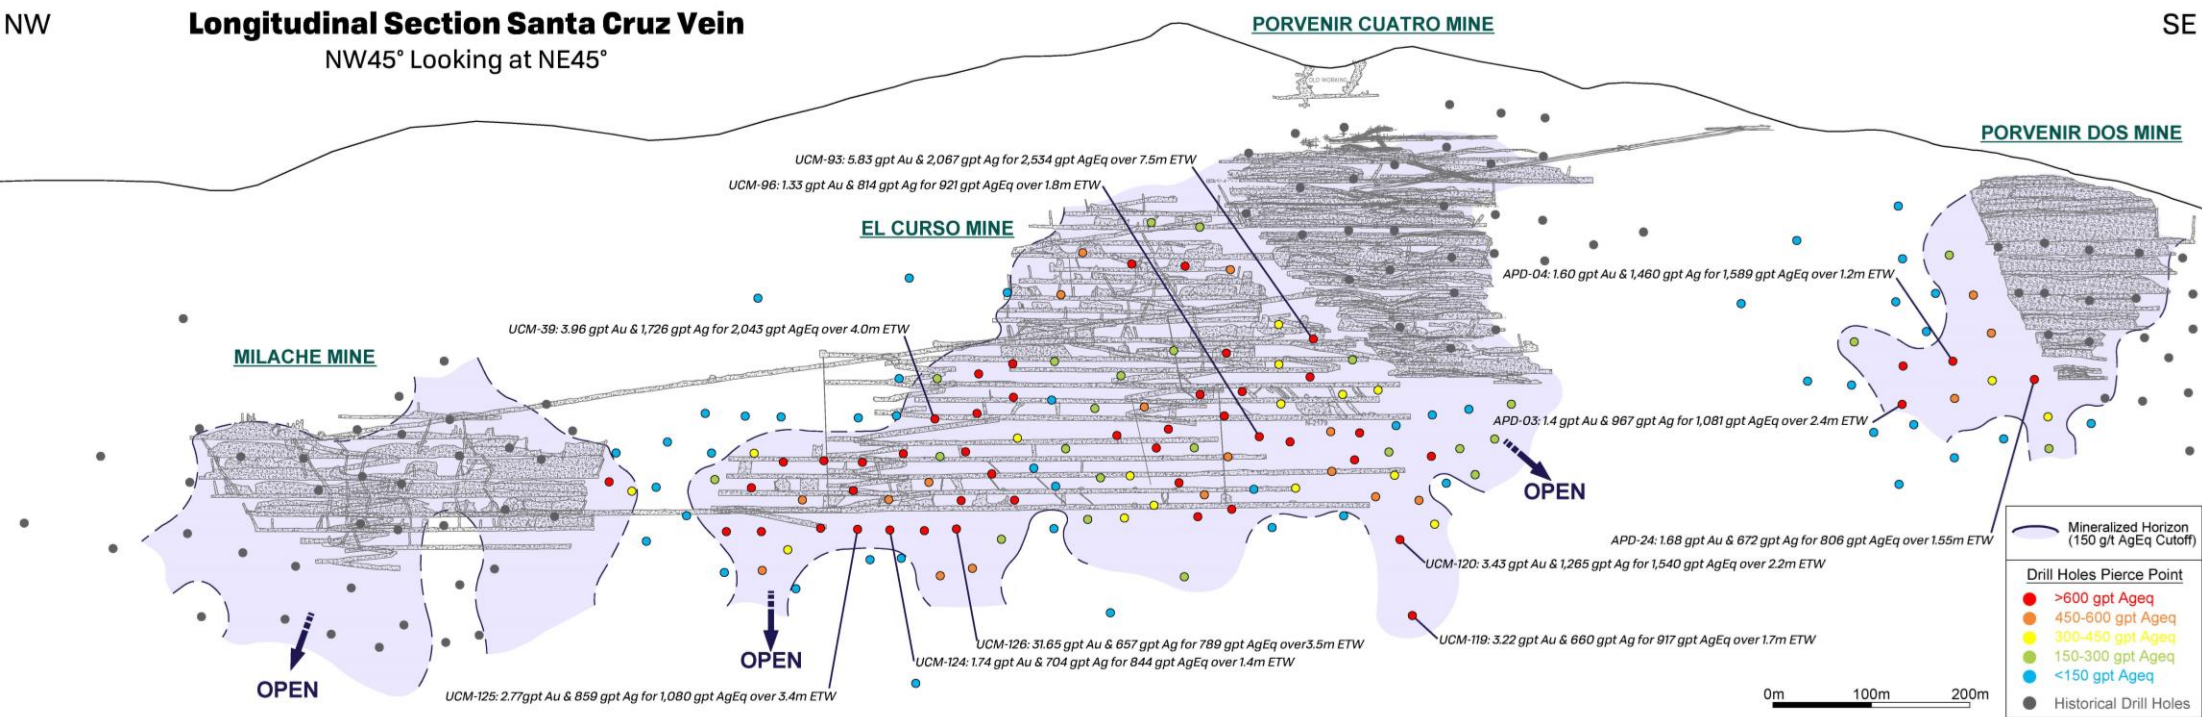 NW
Longitudinal Section Santa Cruz Vein
NW45° Looking at NE45°
PORVENIR CUATRO MINE
SE
OLD WORKING
PORVENIR DOS MINE
UCM-93: 5.83 gpt Au & 2,067 gpt Ag for 2,534 gpt AgEq over 7.5m ETW
UCM-96: 1.33 gpt Au & 814 gpt Ag for 921 gpt AgEq over 1.8m ETW
EL CURSO MINE
APD-04: 1.60 gpt Au & 1,460 gpt Ag for 1,589 gpt AgEq over 1.2m ETW
UCM-39: 3.96 gpt Au & 1,726 gpt Ag for 2,043 gpt AgEq over 4.0m ETW
MILACHE MINE
APD-03: 1.4 gpt Au & 967 gpt Ag for 1,081 gpt AgEq over 2.4m ETW
N-2179
OPEN
APD-24: 1.68 gpt Au & 672 gpt Ag for 806 gpt AgEq over 1.55m ETW
UCM-120: 3.43 gpt Au & 1,265 gpt Ag for 1,540 gpt AgEq over 2.2m ETW
UCM-119: 3.22 gpt Au & 660 gpt Ag for 917 gpt AgEq over 1.7m ETW
UCM-126: 31.65 gpt Au & 657 gpt Ag for 789 gpt AgEq over3.5m ETW
UCM-124: 1.74 gpt Au & 704 gpt Ag for 844 gpt AgEq over 1.4m ETW
OPEN
OPEN
UCM-125: 2.77gpt Au & 859 gpt Ag for 1,080 gpt AgEq over 3.4m ETW
0m 100m 200m
Mineralized Horizon
(150 g/t AgEq Cutoff)
Drill Holes Pierce Point
>600 gpt Ageq
450-600 gpt Ageq
300-450 gpt Ageq
150-300 gpt Ageq
<150 gpt Ageq
Historical Drill Holes